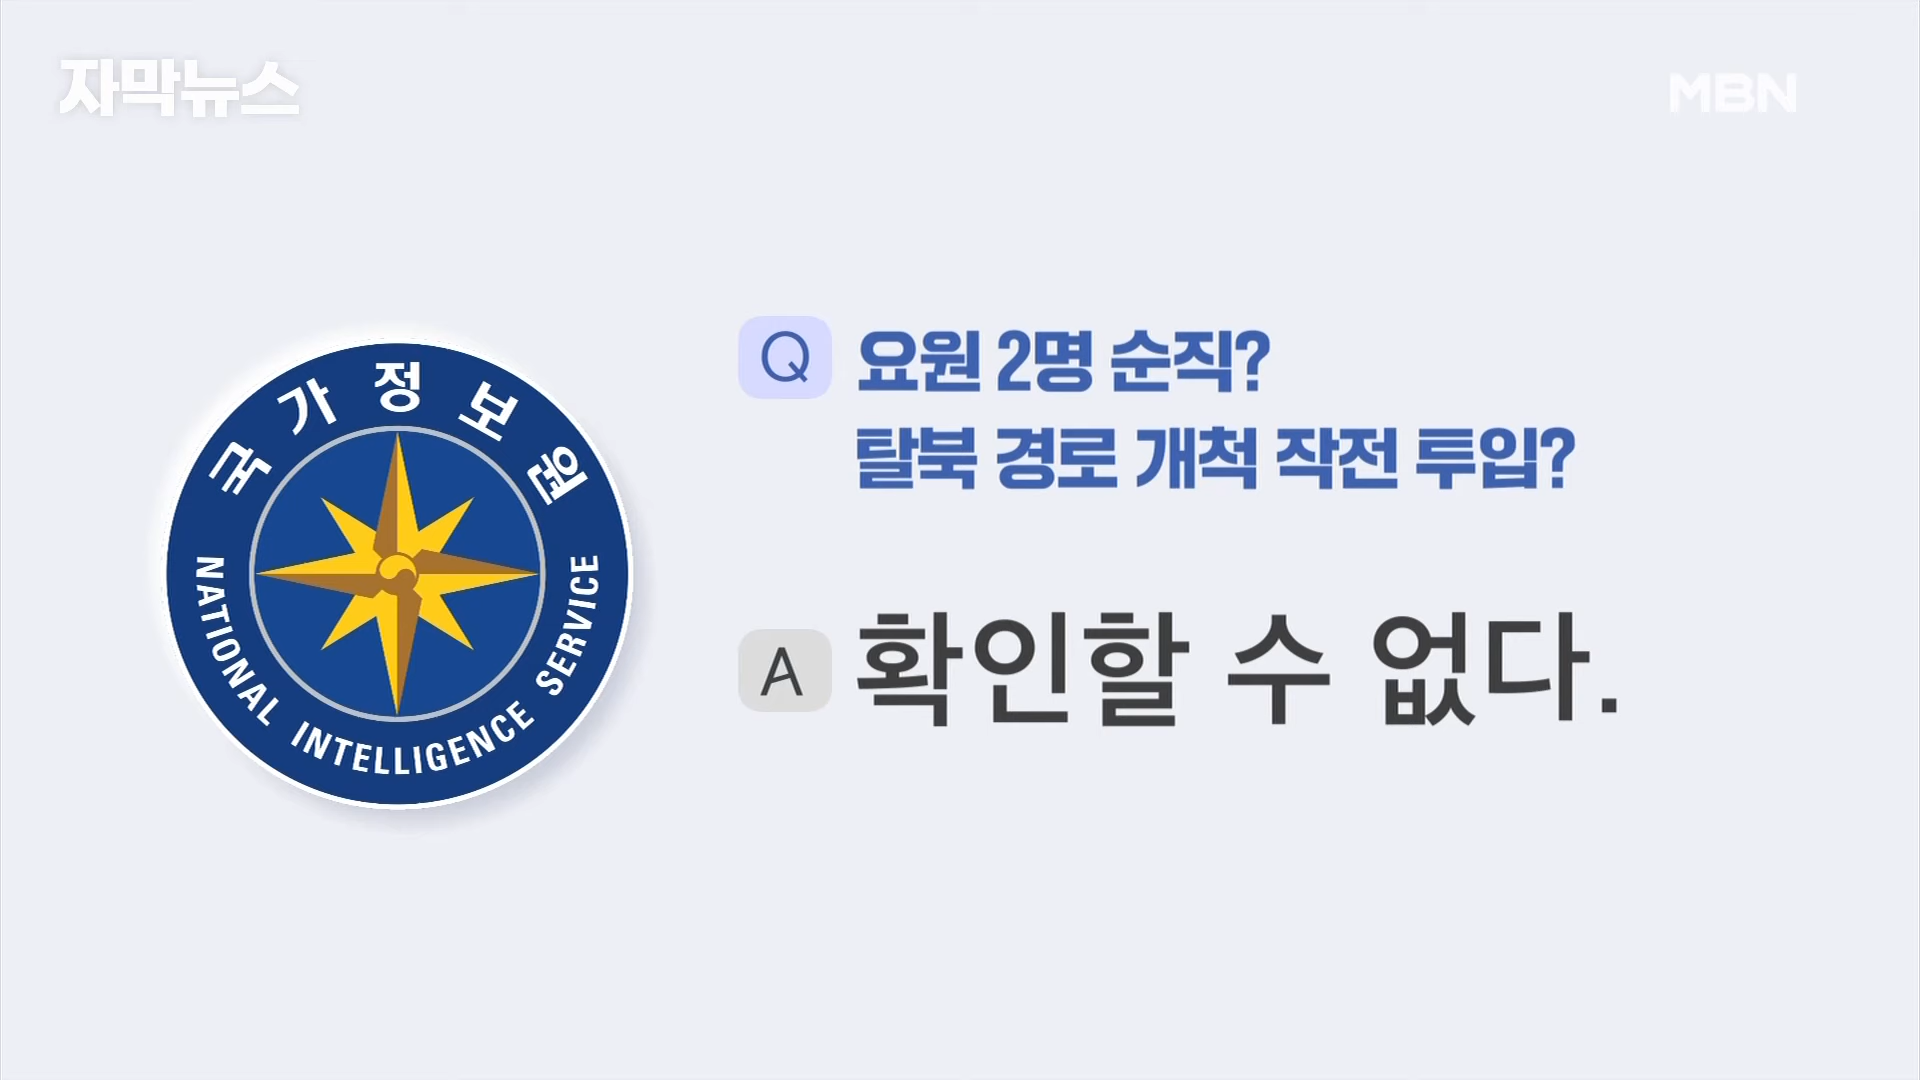 자막뉴스
MBN
국가정보원
NATIONAL INTELLIGENCE SERVICE
Q 요원 2명 순직?
탈북 경로 개척 작전 투입?
A 확인할 수 없다.